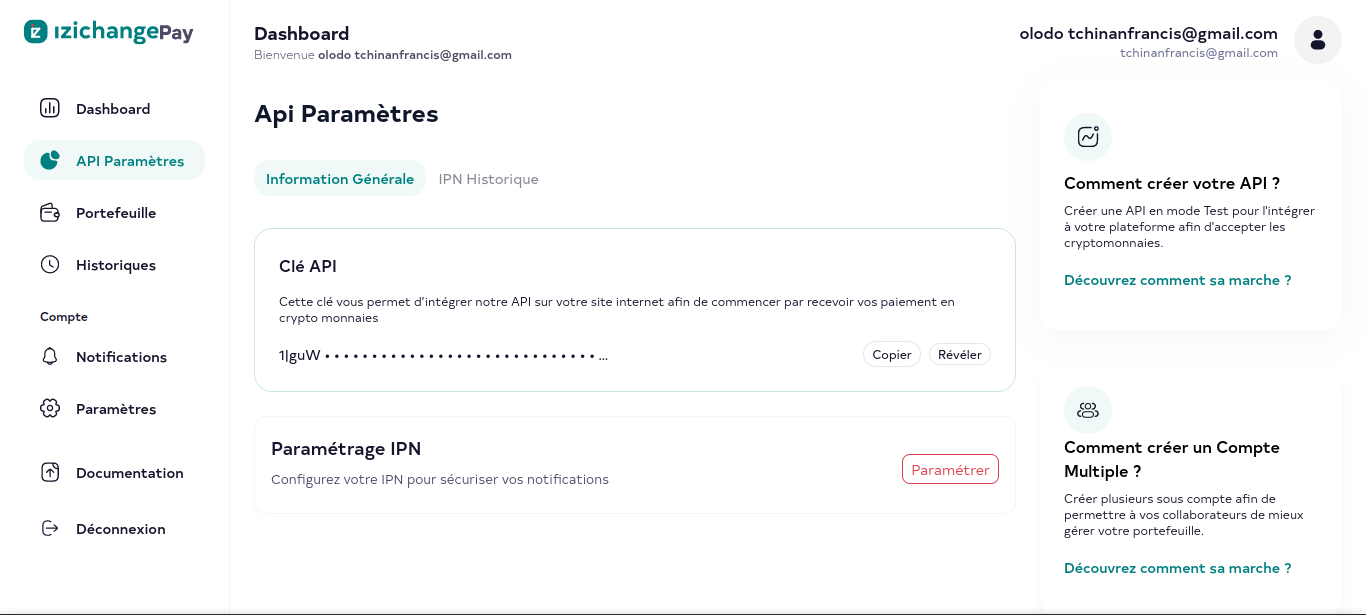 ızıchangePay
Dashboard
API Paramètres
Portefeuille
Historiques
Compte
Notifications
Paramètres
Documentation
Déconnexion
Dashboard
Bienvenue olodo tchinanfrancis@gmail.com
olodo tchinanfrancis@gmail.com
tchinanfrancis@gmail.com
Api Paramètres
Information Générale IPN Historique
Clé API
Cette clé vous permet d'intégrer notre API sur votre site internet afin de commencer par recevoir vos paiement en
crypto monnaies
1|guW • • • • • • • • • • • • • • • • • • • • • • • • • • • • • ...
Copier Révéler
Paramétrage IPN
Configurez votre IPN pour sécuriser vos notifications
Paramétrer
Comment créer votre API ?
Créer une API en mode Test pour l'intégrer
à votre plateforme afin d'accepter les
cryptomonnaies.
Découvrez comment sa marche ?
Comment créer un Compte
Multiple ?
Créer plusieurs sous compte afin de
permettre à vos collaborateurs de mieux
gérer votre portefeuille.
Découvrez comment sa marche ?